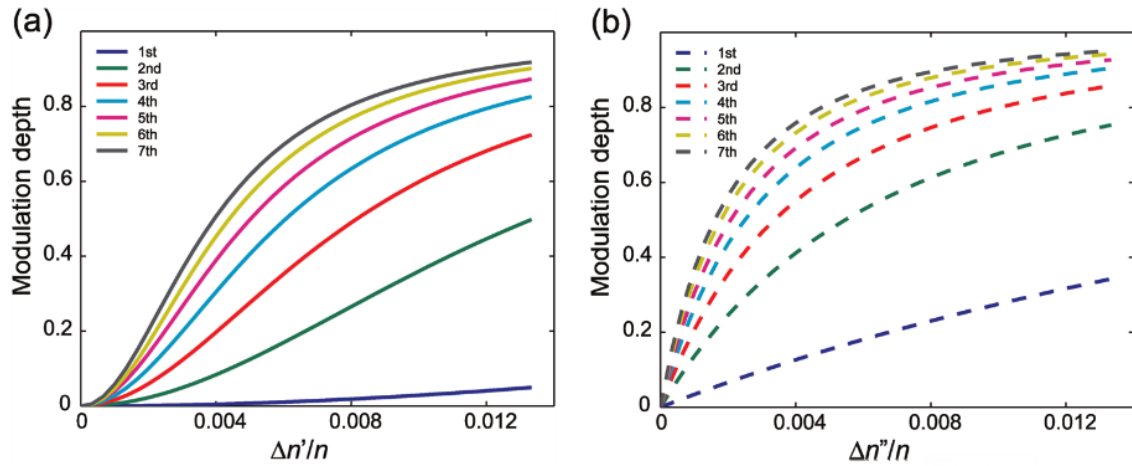 (a)
Modulation depth
0.8
0.6
0.4
0.2
0
0.004
0.008
0.012
Δn'/n
1st
2nd
3rd
4th
5th
6th
7th
(b)
Modulation depth
0.8
0.6
0.4
0.2
0
0
0.004
0.008
0.012
Δn"/n
1st
2nd
3rd
4th
5th
6th
7th